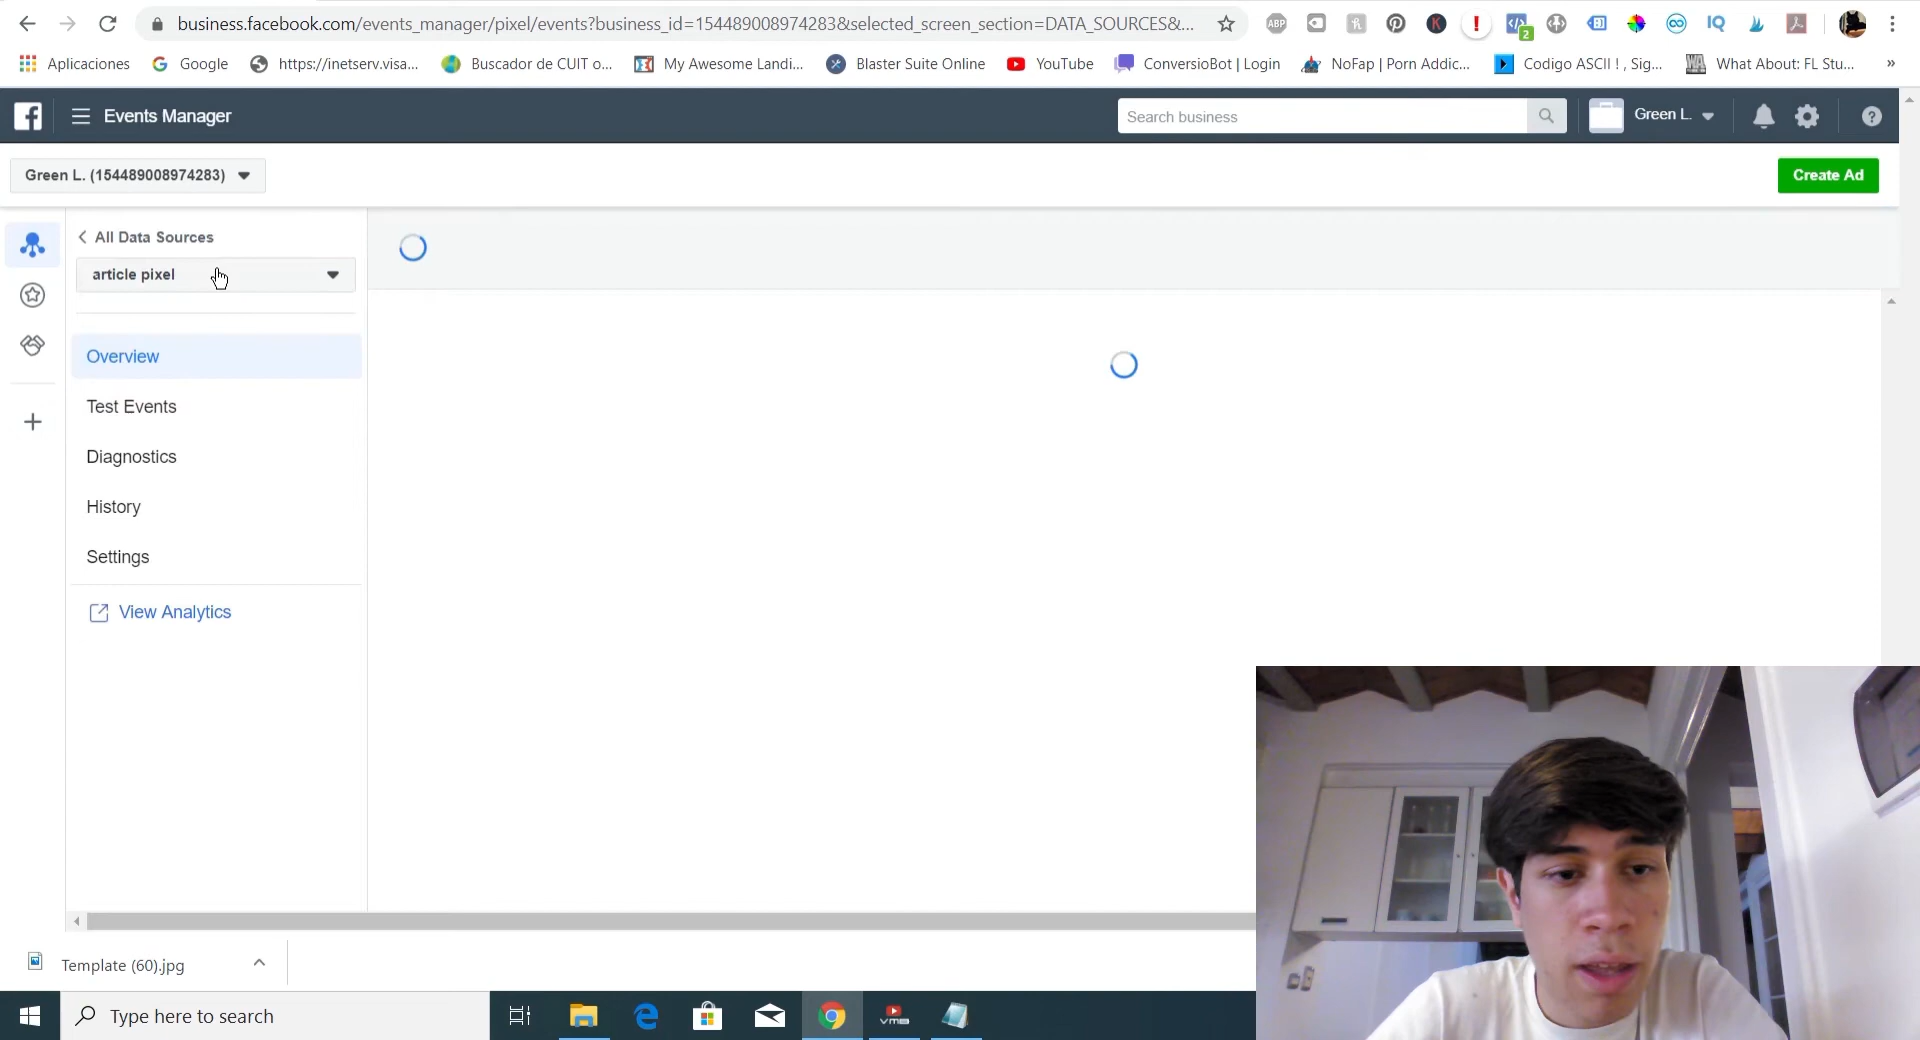 business.facebook.com/events_manager/pixel/events?business_id=154489008974283&selected_screen_section=DATA_SOURCES&...
ABP
K
!
2
IQ
Aplicaciones
Google
https://inetserv.visa...
Buscador de CUIT o...
My Awesome Landi...
Blaster Suite Online
YouTube
ConversioBot | Login
NoFap | Porn Addic...
Codigo ASCII ! , Sig...
What About: FL Stu...
»
Events Manager
Search business
Green L.
?
Green L. (154489008974283)
Create Ad
All Data Sources
article pixel
Overview
Test Events
Diagnostics
History
Settings
View Analytics
Template (60).jpg
Type here to search